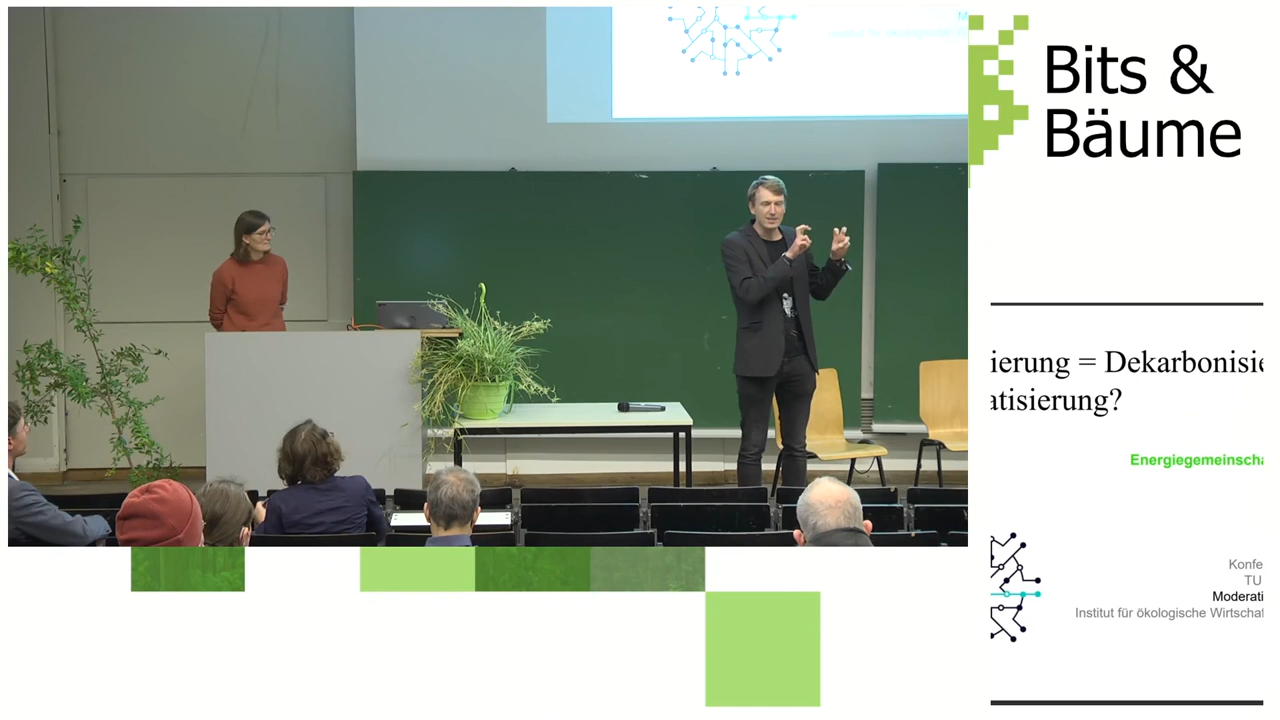 Bits &
Bäume
ierung = Dekarbonisie
atisierung?
Energiegemeinscha
Konfe
TU
Moderati
Institut für ökologische Wirtschaf